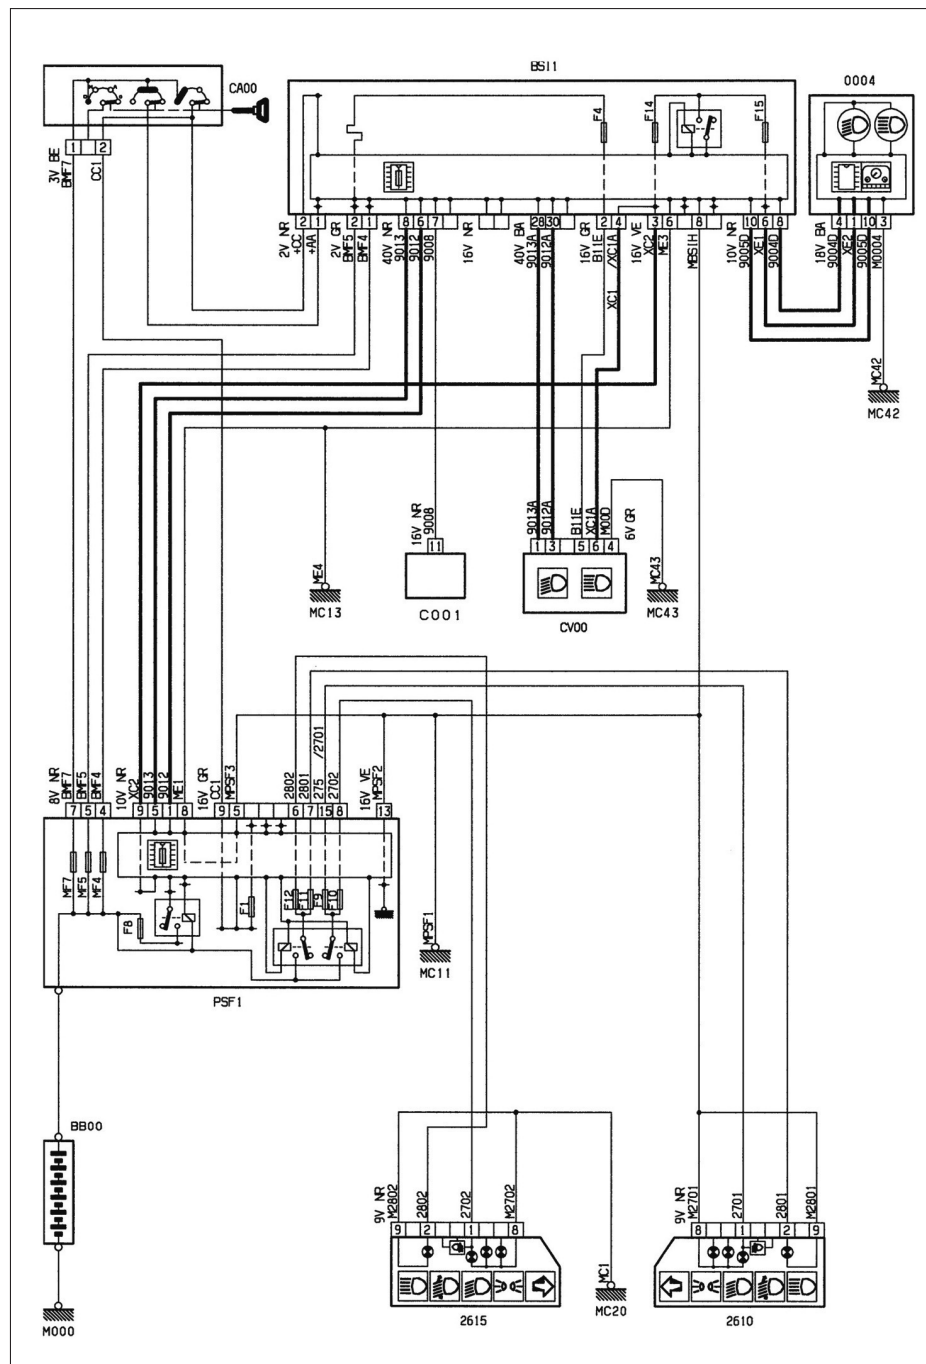 BSI1
CA00
0004
F4
F14
F15
1 2
3V BE
BMF7
CC1
2 1 2 1 8 6 7 28 30 2 4 3 6 8 10 6 8
4 1 10 3
2V NR
+CC
+AA
2V GR
BMF5
BMF4
40V NR
9013
9012
9008
16V NR
40V BA
9013A
9012A
16V GR
B11E
/XC1A
XC1
16V VE
XC2
ME3
MBSIH
10V NR
9005D
XE1
9004D
18V BA
9004D
XE2
9005D
M0004
MC42
MC42
16V NR
9008
11
C001
ME4
MC13
9013A
9012A
B11E
XC1A
M00D
6V GR
1 3 5 6 4
CV00
MC43
MC43
8V NR
BMF7
BMF5
BMF4
10V NR
XC2
9013
9012
ME1
16V GR
CC1
MPSF3
2802
2801
275
/2701
2702
16V VE
MPSF2
7 5 4 9 5 1 8 9 5 6 7 15 8 13
MF7
MF5
MF4
F8
F1
F12
F11
F9
F10
PSF1
MPSF1
MC11
BB00
M000
9V NR
M2802
2802
2702
M2702
9 2 1 8
2615
MC1
MC20
9V NR
M2701
2701
2801
M2801
8 1 2 9
2610